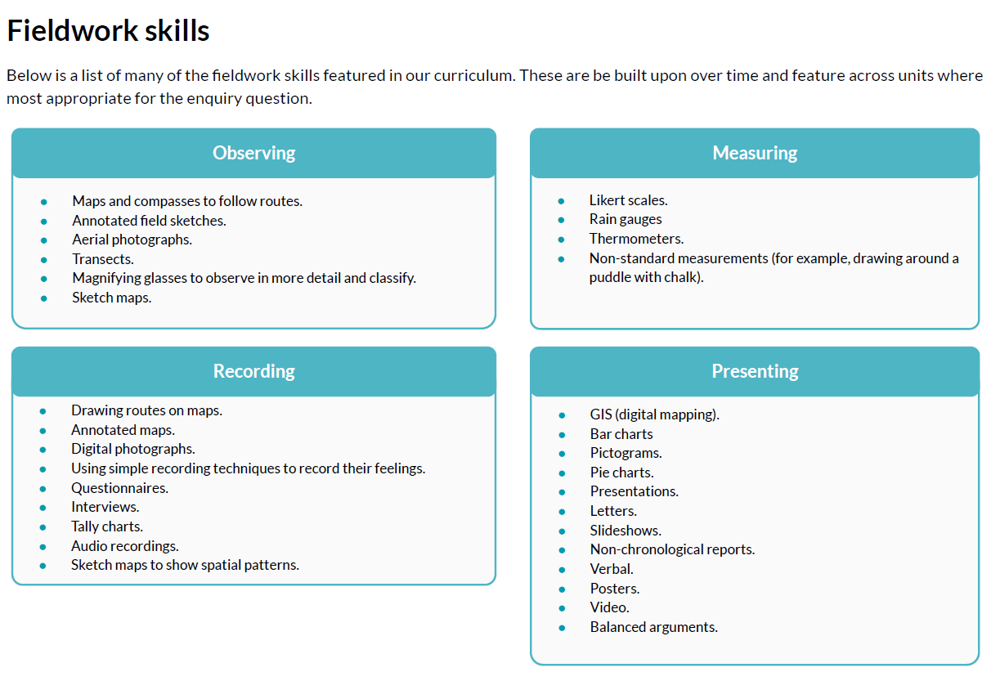 Fieldwork skills
Below is a list of many of the fieldwork skills featured in our curriculum. These are be built upon over time and feature across units where
most appropriate for the enquiry question.
Observing
● Maps and compasses to follow routes.
● Annotated field sketches.
● Aerial photographs.
● Transects.
● Magnifying glasses to observe in more detail and classify.
● Sketch maps.
Measuring
● Likert scales.
● Rain gauges
● Thermometers.
● Non-standard measurements (for example, drawing around a
puddle with chalk).
Recording
● Drawing routes on maps.
● Annotated maps.
● Digital photographs.
● Using simple recording techniques to record their feelings.
● Questionnaires.
● Interviews.
● Tally charts.
● Audio recordings.
● Sketch maps to show spatial patterns.
Presenting
● GIS (digital mapping).
● Bar charts
● Pictograms.
● Pie charts.
● Presentations.
● Letters.
● Slideshows.
● Non-chronological reports.
● Verbal.
● Posters.
● Video.
● Balanced arguments.